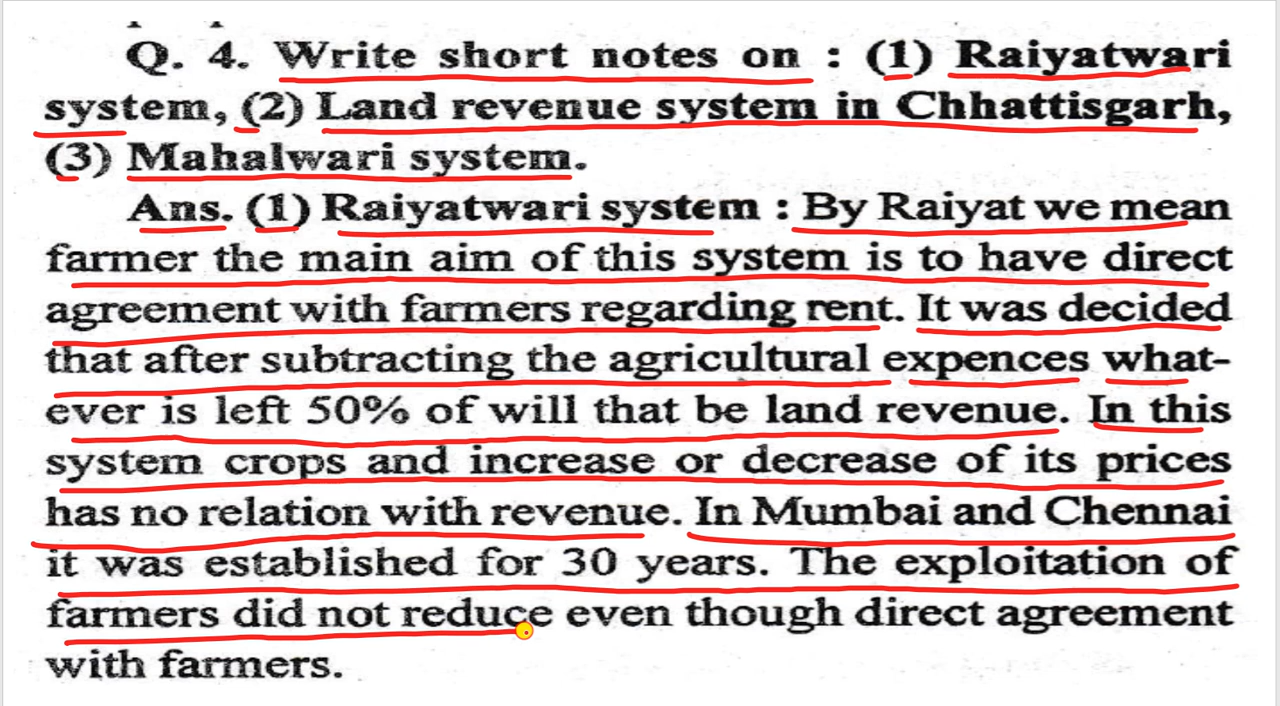 Q. 4. Write short notes on : (1) Raiyatwari
system, (2) Land revenue system in Chhattisgarh,
(3) Mahalwari system.
Ans. (1) Raiyatwari system : By Raiyat we mean
farmer the main aim of this system is to have direct
agreement with farmers regarding rent. It was decided
that after subtracting the agricultural expences what-
ever is left 50% of will that be land revenue. In this
system crops and increase or decrease of its prices
has no relation with revenue. In Mumbai and Chennai
it was established for 30 years. The exploitation of
farmers did not reduce even though direct agreement
with farmers.